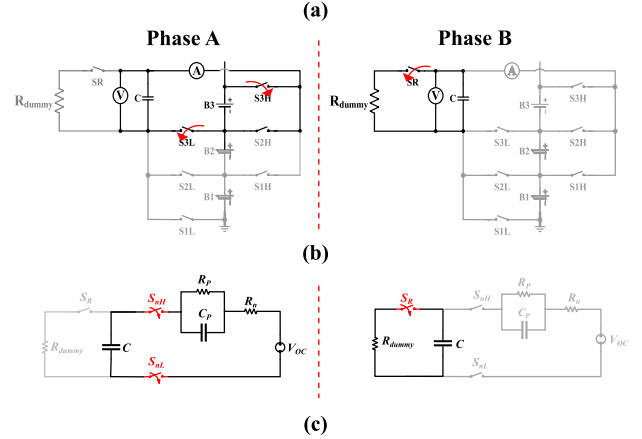 (a)
Phase A
Phase B
SR
A
S3H
R_dummy
V
C
B3
S3L
S2H
B2
S2L
S1H
B1
S1L
SR
A
S3H
R_dummy
V
C
B3
S3L
S2H
B2
S2L
S1H
B1
S1L
(b)
S_R
S_nH
R_P
R_n
C_P
R_dummy
C
V_OC
S_nL
S_R
S_nH
R_P
R_n
C_P
R_dummy
C
V_OC
S_nL
(c)